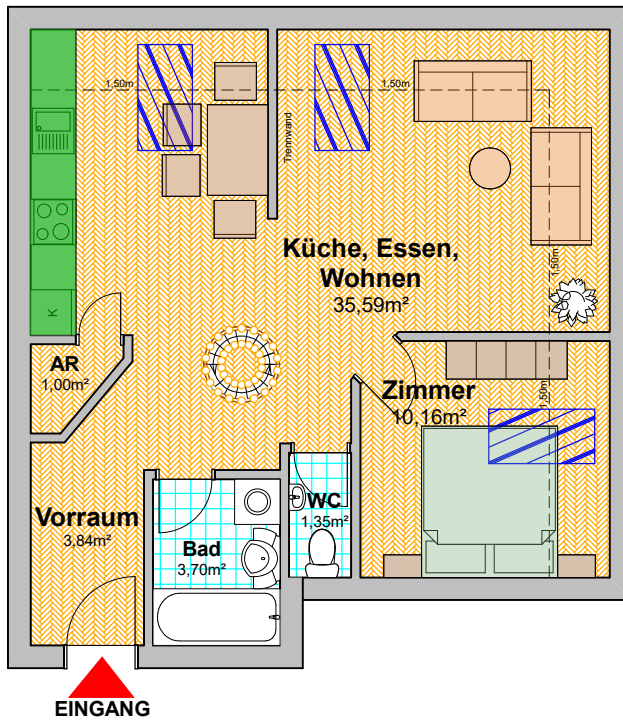 1,50m
1,50m
Trennwand
Küche, Essen,
Wohnen
35,59m²
1,50m
K
AR
1,00m²
Zimmer
10,16m²
1,50m
WC
1,35m²
Vorraum
3,84m²
Bad
3,70m²
EINGANG